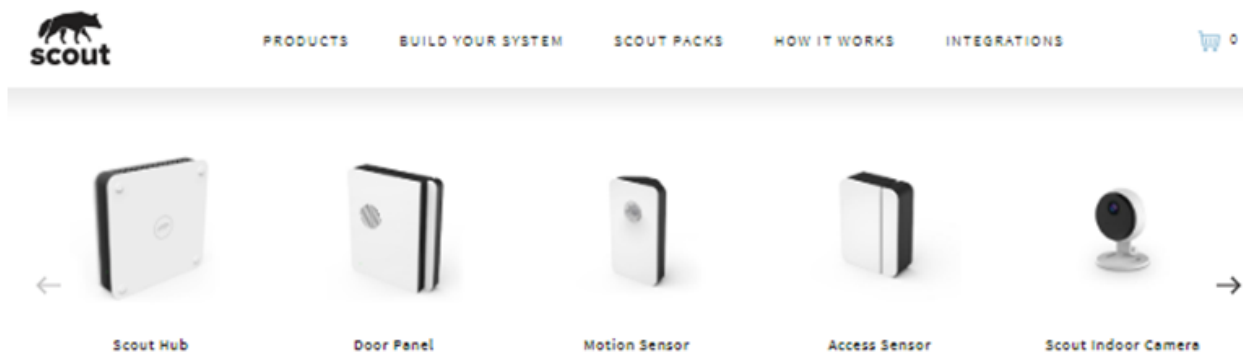 scout
PRODUCTS BUILD YOUR SYSTEM SCOUT PACKS HOW IT WORKS INTEGRATIONS 0
Scout Hub Door Panel Motion Sensor Access Sensor Scout Indoor Camera